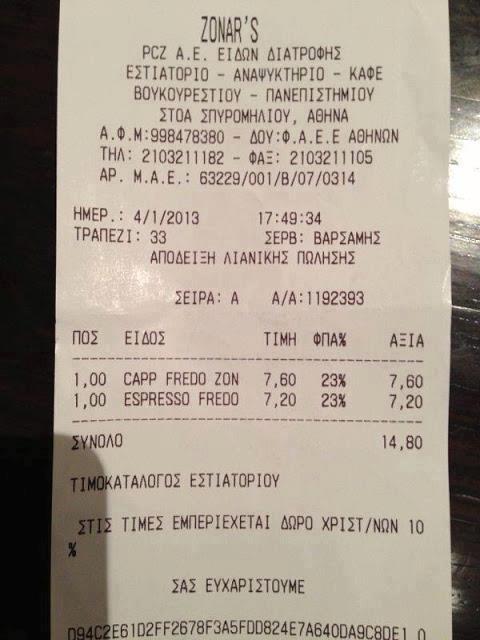 ZONAR'S
PCZ Α.Ε. ΕΙΔΩΝ ΔΙΑΤΡΟΦΗΣ
ΕΣΤΙΑΤΟΡΙΟ - ΑΝΑΨΥΚΤΗΡΙΟ - ΚΑΦΕ
ΒΟΥΚΟΥΡΕΣΤΙΟΥ - ΠΑΝΕΠΙΣΤΗΜΙΟΥ
ΣΤΟΑ ΣΠΥΡΟΜΗΛΙΟΥ, ΑΘΗΝΑ
Α.Φ.Μ:998478380 - ΔΟΥ:Φ.Α.Ε.Ε ΑΘΗΝΩΝ
ΤΗΛ: 2103211182 - ΦΑΞ: 2103211105
ΑΡ. Μ.Α.Ε.: 63229/001/Β/07/0314
ΗΜΕΡ.: 4/1/2013 17:49:34
ΤΡΑΠΕΖΙ: 33 ΣΕΡΒ: ΒΑΡΣΑΜΗΣ
ΑΠΟΔΕΙΞΗ ΛΙΑΝΙΚΗΣ ΠΩΛΗΣΗΣ
ΣΕΙΡΑ: Α Α/Α:1192393
ΠΟΣ ΕΙΔΟΣ ΤΙΜΗ ΦΠΑ% ΑΞΙΑ
1,00 CAPP FREDO ZON 7,60 23% 7,60
1,00 ESPRESSO FREDO 7,20 23% 7,20
ΣΥΝΟΛΟ 14,80
ΤΙΜΟΚΑΤΑΛΟΓΟΣ ΕΣΤΙΑΤΟΡΙΟΥ
ΣΤΙΣ ΤΙΜΕΣ ΕΜΠΕΡΙΕΧΕΤΑΙ ΔΩΡΟ ΧΡΙΣΤ/ΝΩΝ 10
%
ΣΑΣ ΕΥΧΑΡΙΣΤΟΥΜΕ
D94C2E61D2FF2678F3A5FDD824E7A640DA9C8DE1 0